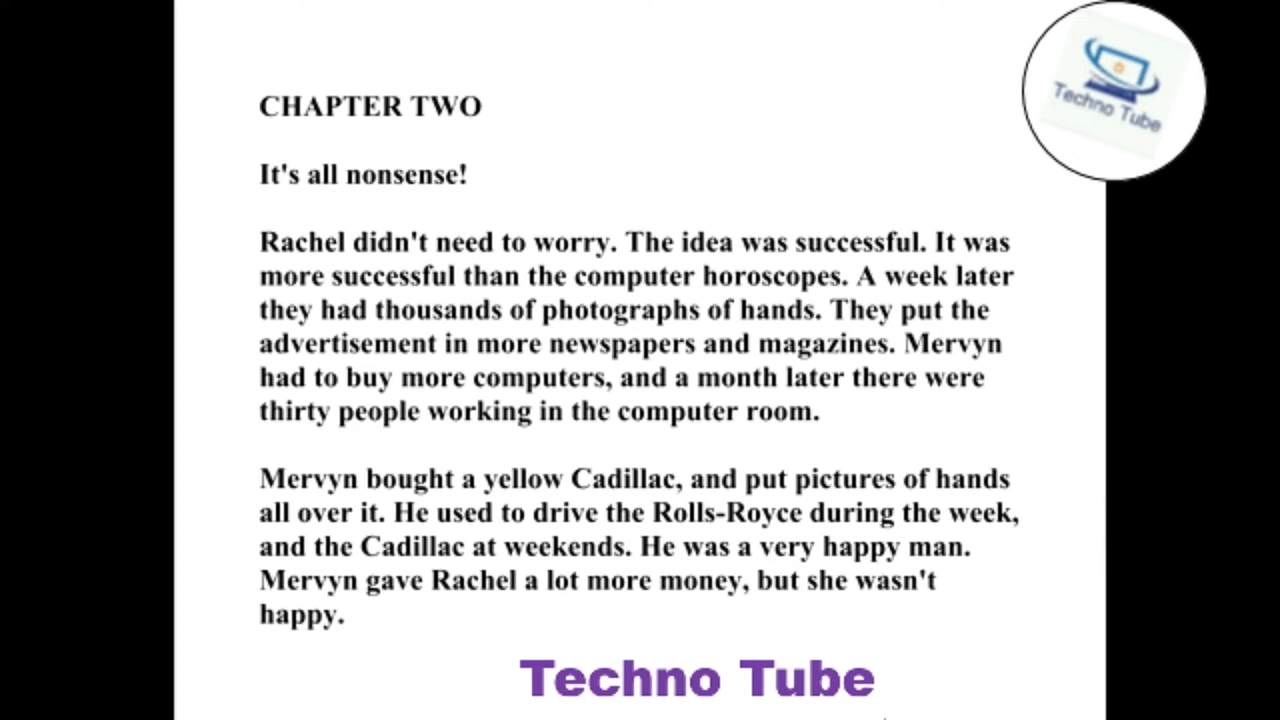 Techno Tube
CHAPTER TWO
It's all nonsense!
Rachel didn't need to worry. The idea was successful. It was
more successful than the computer horoscopes. A week later
they had thousands of photographs of hands. They put the
advertisement in more newspapers and magazines. Mervyn
had to buy more computers, and a month later there were
thirty people working in the computer room.
Mervyn bought a yellow Cadillac, and put pictures of hands
all over it. He used to drive the Rolls-Royce during the week,
and the Cadillac at weekends. He was a very happy man.
Mervyn gave Rachel a lot more money, but she wasn't
happy.
Techno Tube